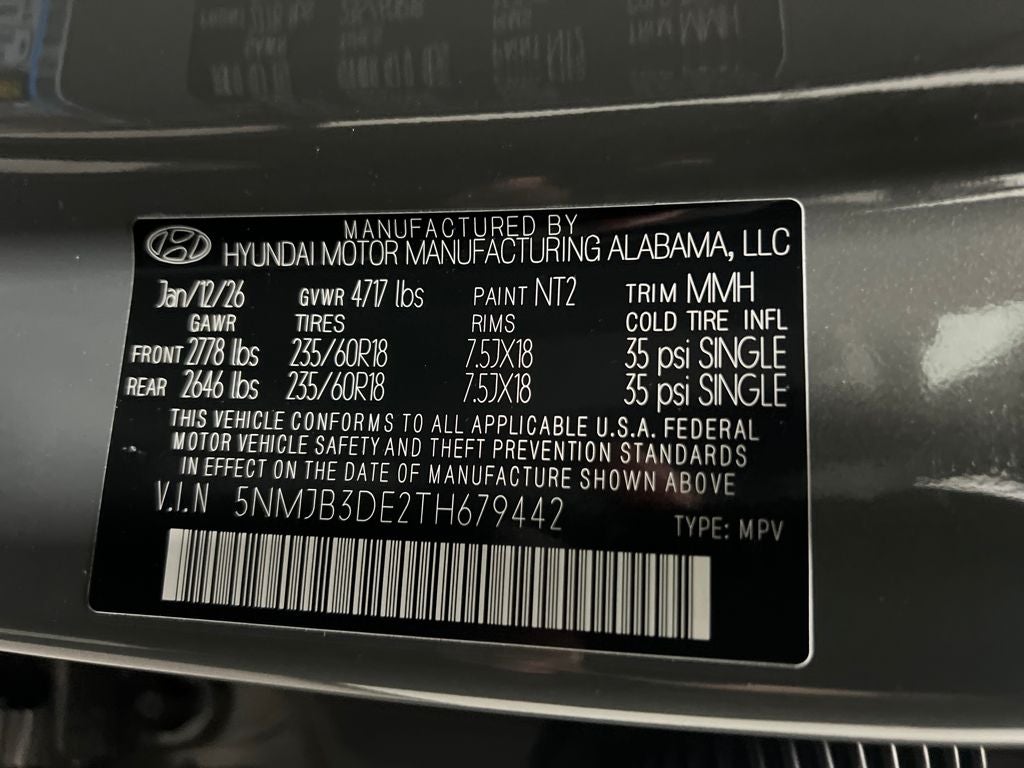 MANUFACTURED BY
HYUNDAI MOTOR MANUFACTURING ALABAMA, LLC
Jan/12/26 GVWR 4717 lbs PAINT NT2 TRIM MMH
GAWR TIRES RIMS COLD TIRE INFL
FRONT 2778 lbs 235/60R18 7.5JX18 35 psi SINGLE
REAR 2646 lbs 235/60R18 7.5JX18 35 psi SINGLE
THIS VEHICLE CONFORMS TO ALL APPLICABLE U.S.A. FEDERAL
MOTOR VEHICLE SAFETY AND THEFT PREVENTION STANDARDS
IN EFFECT ON THE DATE OF MANUFACTURE SHOWN ABOVE
V.I.N 5NMJB3DE2TH679442
TYPE: MPV